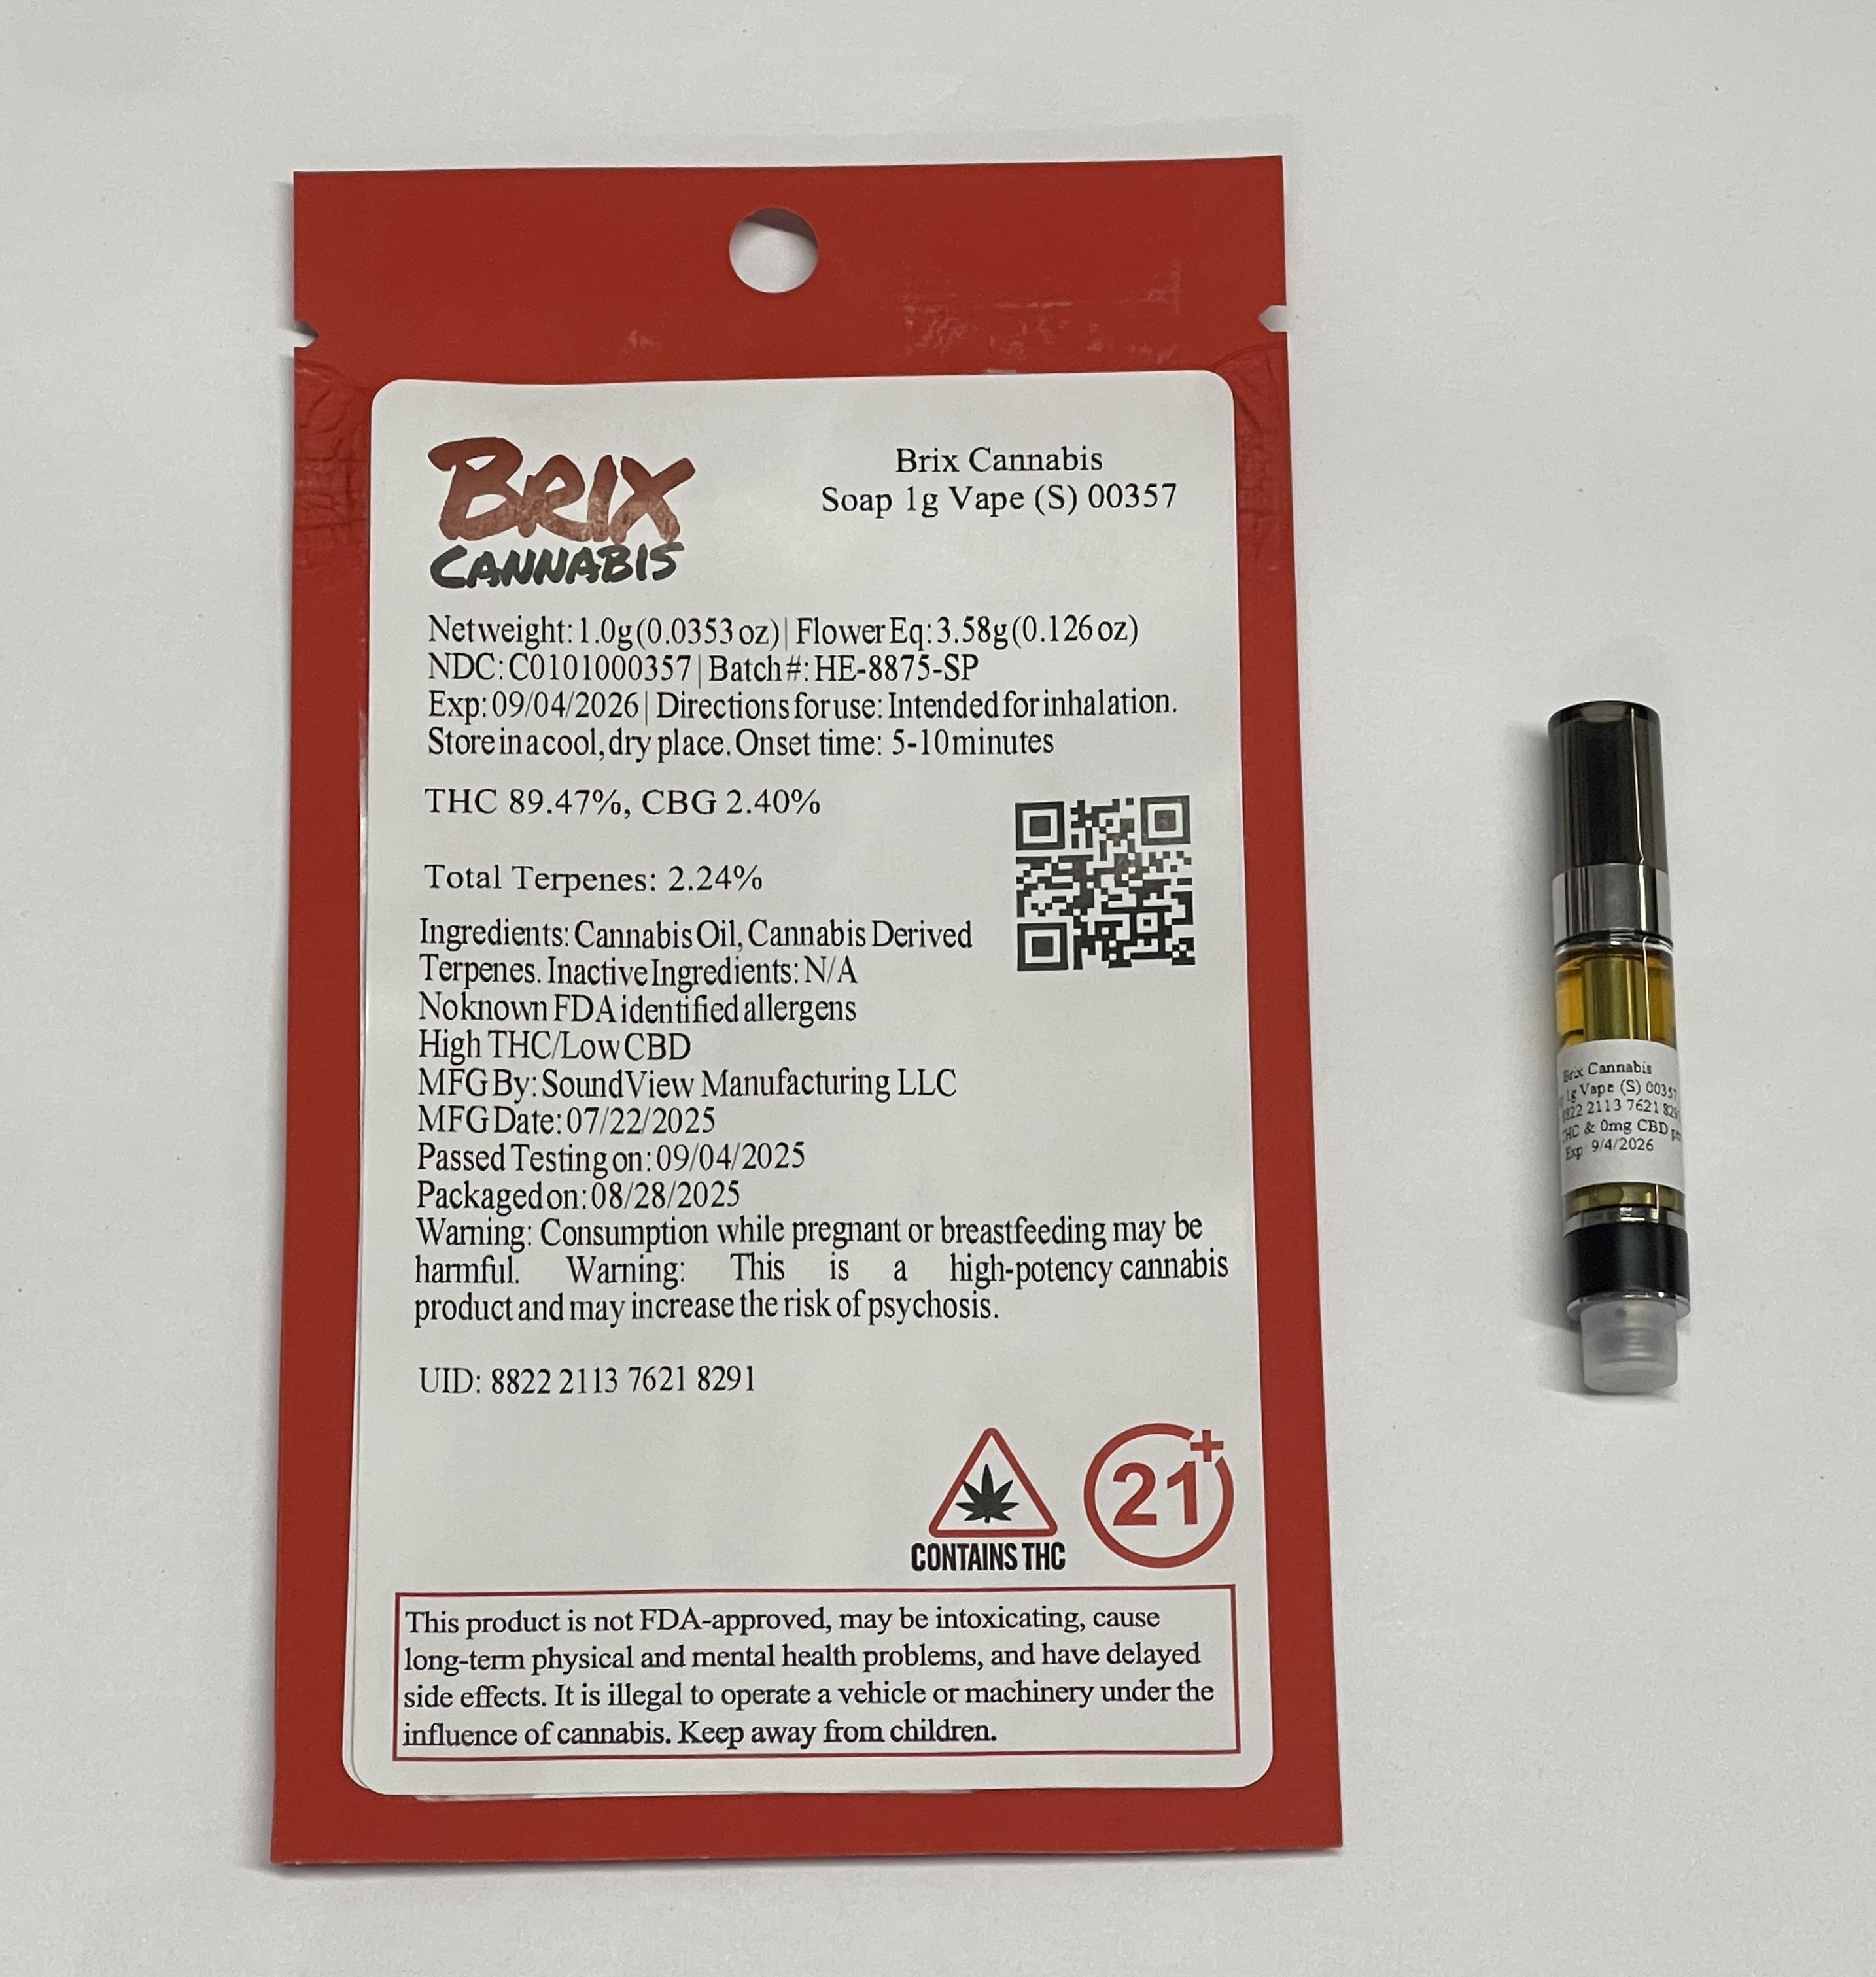 BRIX
CANNABIS
Brix Cannabis
Soap 1g Vape (S) 00357
Net weight: 1.0g (0.0353 oz) | Flower Eq: 3.58g (0.126 oz)
NDC: C0101000357 | Batch #: HE-8875-SP
Exp: 09/04/2026 | Directions for use: Intended for inhalation.
Store in a cool, dry place. Onset time: 5-10 minutes
THC 89.47%, CBG 2.40%
Total Terpenes: 2.24%
Ingredients: Cannabis Oil, Cannabis Derived
Terpenes. Inactive Ingredients: N/A
No known FDA identified allergens
High THC/Low CBD
MFG By: SoundView Manufacturing LLC
MFG Date: 07/22/2025
Passed Testing on: 09/04/2025
Packaged on: 08/28/2025
Warning: Consumption while pregnant or breastfeeding may be
harmful. Warning: This is a high-potency cannabis
product and may increase the risk of psychosis.
UID: 8822 2113 7621 8291
CONTAINS THC
21+
This product is not FDA-approved, may be intoxicating, cause
long-term physical and mental health problems, and have delayed
side effects. It is illegal to operate a vehicle or machinery under the
influence of cannabis. Keep away from children.
Brix Cannabis
1g Vape (S) 00357
2113 7621
& 0mg CBD
Exp 9/4/2026